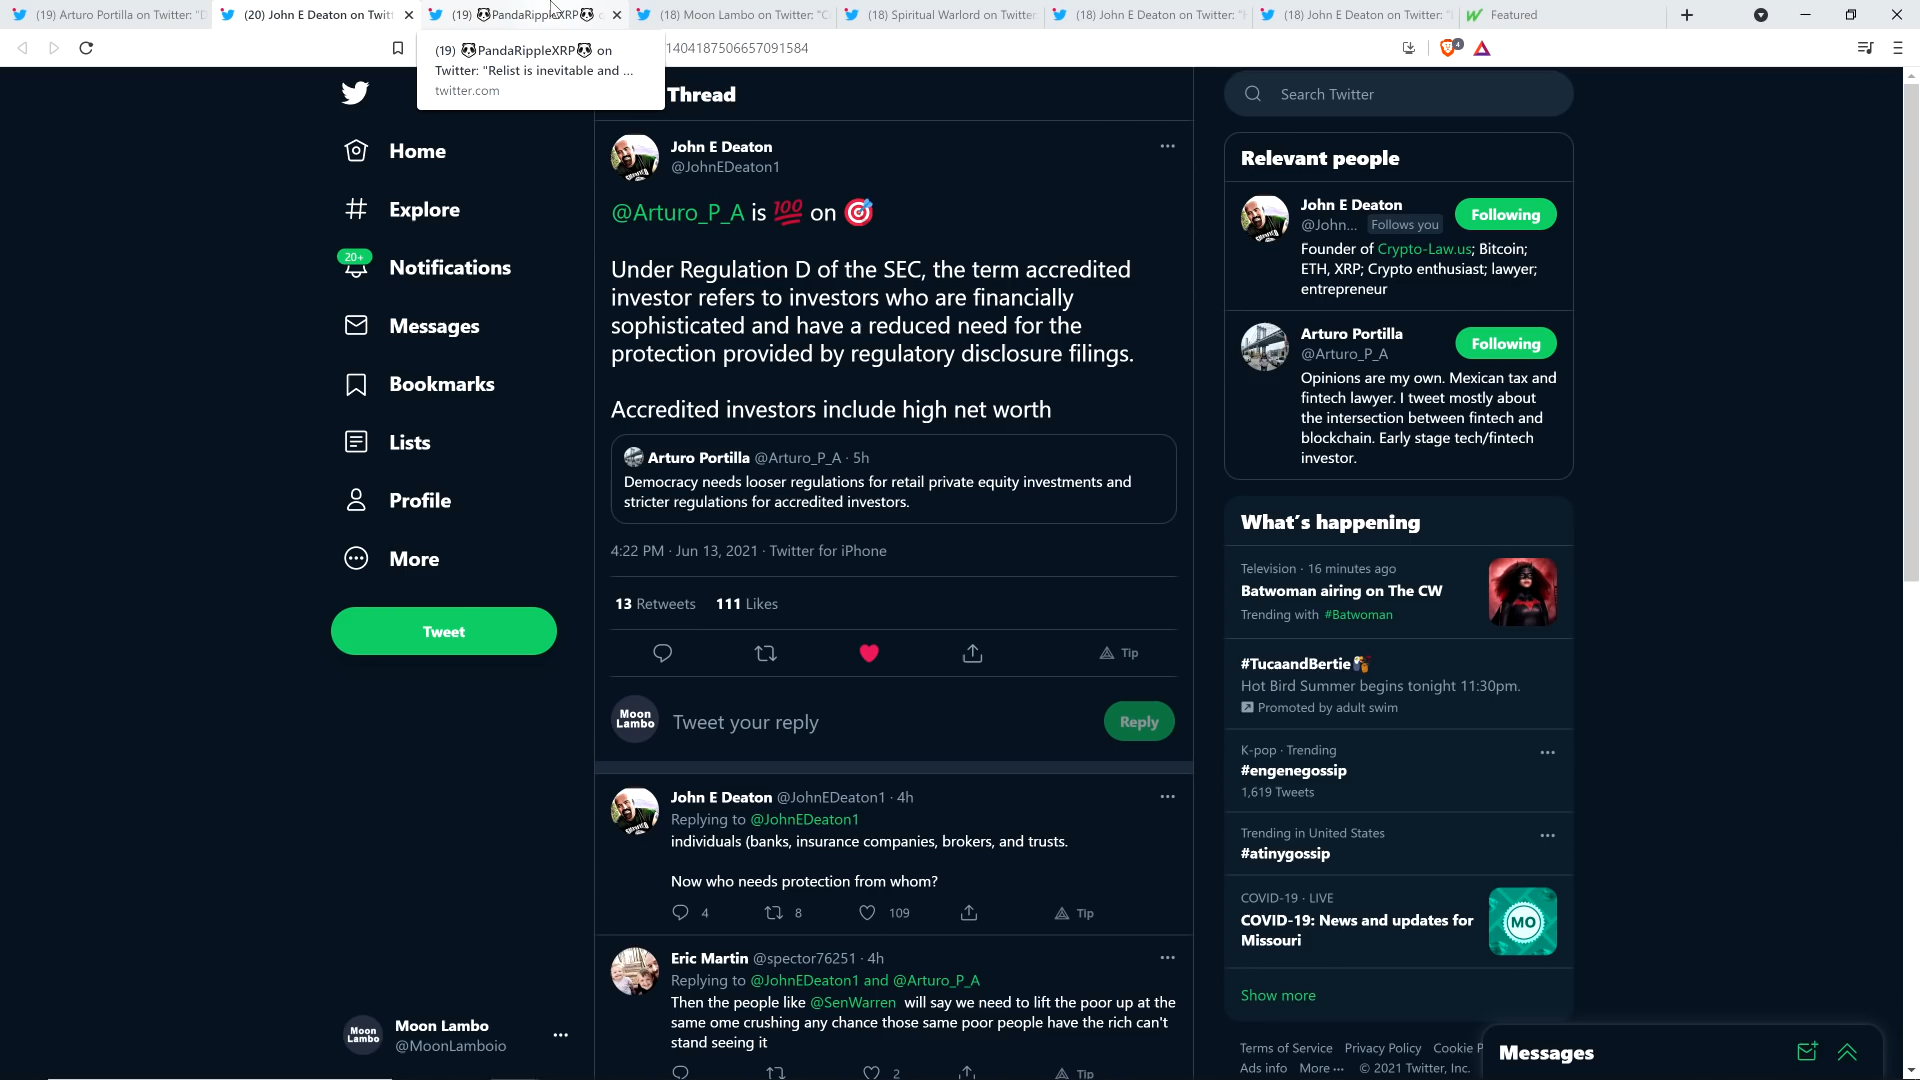 (19) Arturo Portilla on Twitter: "D
(20) John E Deaton on Twitt
(19) 🐼PandaRippleXRP🐼 o
(18) Moon Lambo on Twitter: "C
(18) Spiritual Warlord on Twitter:
(18) John E Deaton on Twitter: "
(18) John E Deaton on Twitter: "
Featured
1404187506657091584
4
(19) 🐼PandaRippleXRP🐼 on
Twitter: "Relist is inevitable and ...
twitter.com
Home
Explore
20+
Notifications
Messages
Bookmarks
Lists
Profile
More
Tweet
Moon Lambo
Moon Lambo
@MoonLamboio
Thread
John E Deaton
@JohnEDeaton1
@Arturo_P_A is 💯 on 🎯
Under Regulation D of the SEC, the term accredited
investor refers to investors who are financially
sophisticated and have a reduced need for the
protection provided by regulatory disclosure filings.
Accredited investors include high net worth
Arturo Portilla @Arturo_P_A · 5h
Democracy needs looser regulations for retail private equity investments and
stricter regulations for accredited investors.
4:22 PM · Jun 13, 2021 · Twitter for iPhone
13 Retweets 111 Likes
Tip
Moon Lambo
Tweet your reply
Reply
John E Deaton @JohnEDeaton1 · 4h
Replying to @JohnEDeaton1
individuals (banks, insurance companies, brokers, and trusts.
Now who needs protection from whom?
4 8 109 Tip
Eric Martin @spector76251 · 4h
Replying to @JohnEDeaton1 and @Arturo_P_A
Then the people like @SenWarren will say we need to lift the poor up at the
same ome crushing any chance those same poor people have the rich can't
stand seeing it
2 Tip
Search Twitter
Relevant people
John E Deaton
@John... Follows you
Following
Founder of Crypto-Law.us; Bitcoin;
ETH, XRP; Crypto enthusiast; lawyer;
entrepreneur
Arturo Portilla
@Arturo_P_A
Following
Opinions are my own. Mexican tax and
fintech lawyer. I tweet mostly about
the intersection between fintech and
blockchain. Early stage tech/fintech
investor.
What's happening
Television · 16 minutes ago
Batwoman airing on The CW
Trending with #Batwoman
#TucaandBertie
Hot Bird Summer begins tonight 11:30pm.
Promoted by adult swim
K-pop · Trending
#engenegossip
1,619 Tweets
Trending in United States
#atinygossip
COVID-19 · LIVE
COVID-19: News and updates for
Missouri
MO
Show more
Terms of Service Privacy Policy Cookie P
Ads info More ··· © 2021 Twitter, Inc.
Messages